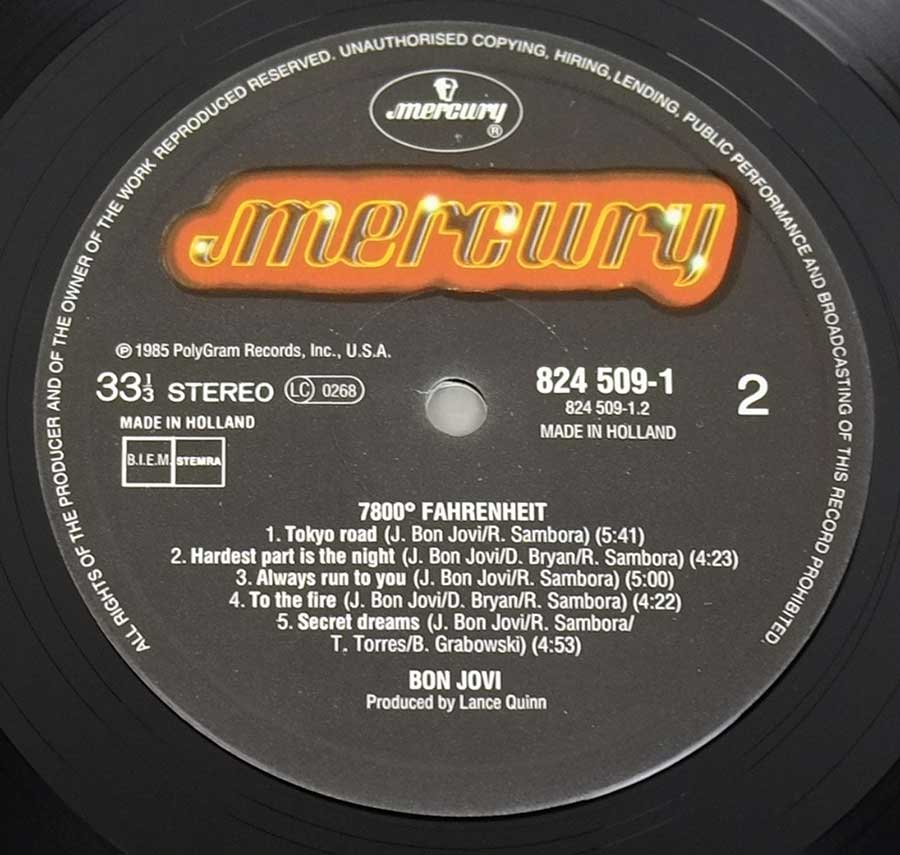 ALL RIGHTS OF THE PRODUCER AND OF THE OWNER OF THE WORK REPRODUCED RESERVED. UNAUTHORISED COPYING, HIRING, LENDING, PUBLIC PERFORMANCE AND BROADCASTING OF THIS RECORD PROHIBITED.
mercury ®
mercury
℗ 1985 PolyGram Records, Inc., U.S.A.
33⅓ STEREO LC 0268
MADE IN HOLLAND
B.I.E.M. STEMRA
824 509-1
824 509-1.2
MADE IN HOLLAND
2
7800° FAHRENHEIT
1. Tokyo road (J. Bon Jovi/R. Sambora) (5:41)
2. Hardest part is the night (J. Bon Jovi/D. Bryan/R. Sambora) (4:23)
3. Always run to you (J. Bon Jovi/R. Sambora) (5:00)
4. To the fire (J. Bon Jovi/D. Bryan/R. Sambora) (4:22)
5. Secret dreams (J. Bon Jovi/R. Sambora/
T. Torres/B. Grabowski) (4:53)
BON JOVI
Produced by Lance Quinn